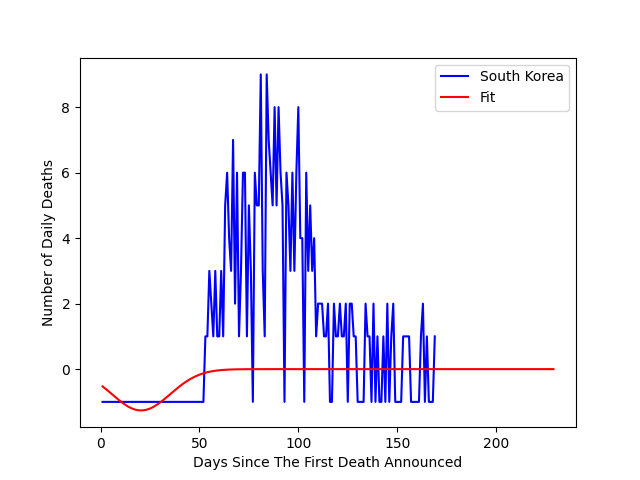 South Korea
Fit
Number of Daily Deaths
8
6
4
2
0
0
50
100
150
200
Days Since The First Death Announced